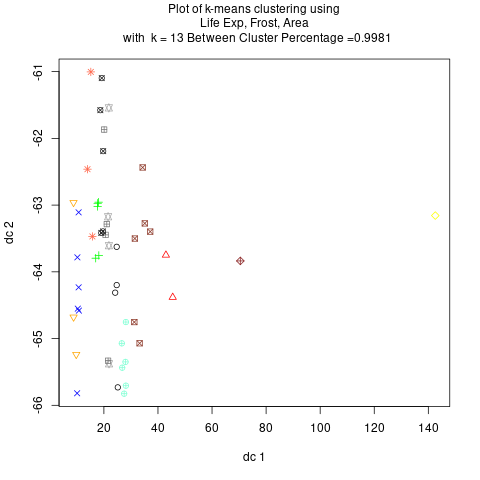 Plot of k-means clustering using
Life Exp, Frost, Area
with k = 13 Between Cluster Percentage =0.9981
-61
-62
-63
-64
-65
-66
dc 2
20 40 60 80 100 120 140
dc 1